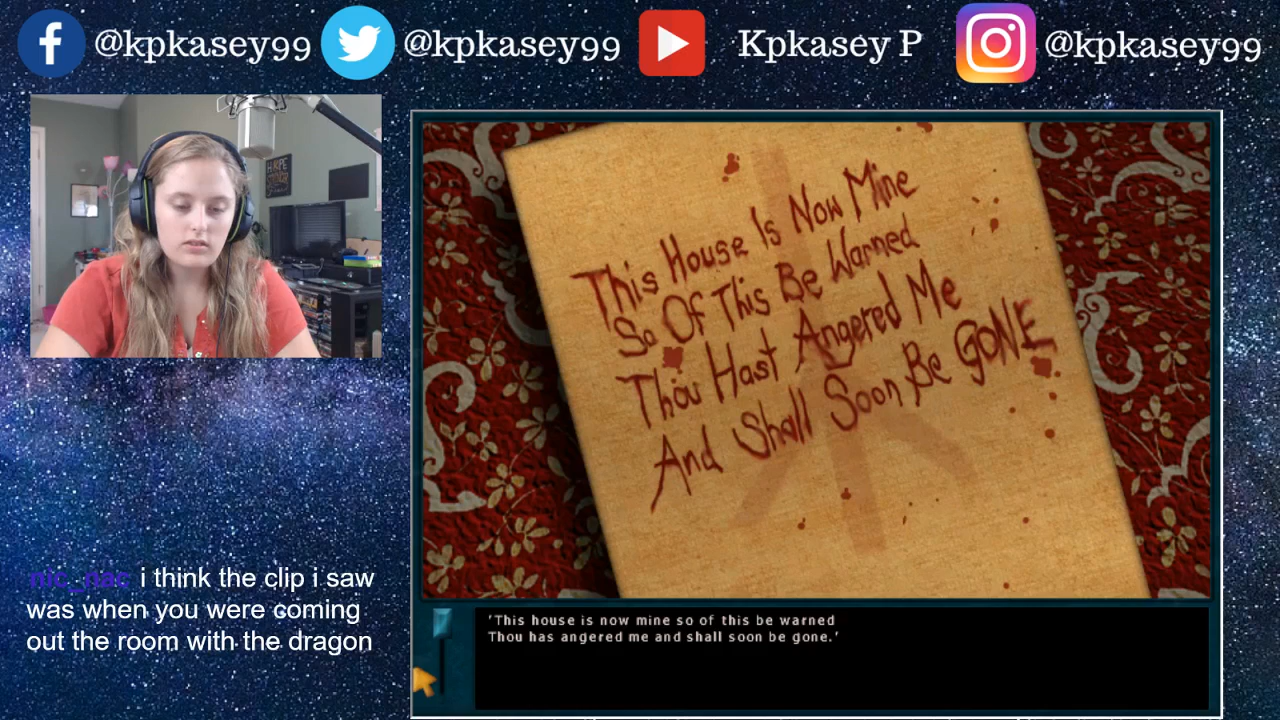 @kpkasey99 @kpkasey99 Kpkasey P @kpkasey99
HOPE
This House Is Now Mine
So Of This Be Warned
Thou Hast Angered Me
And Shall Soon Be GONE
'This house is now mine so of this be warned
Thou has angered me and shall soon be gone.'
nic_nac i think the clip i saw
was when you were coming
out the room with the dragon